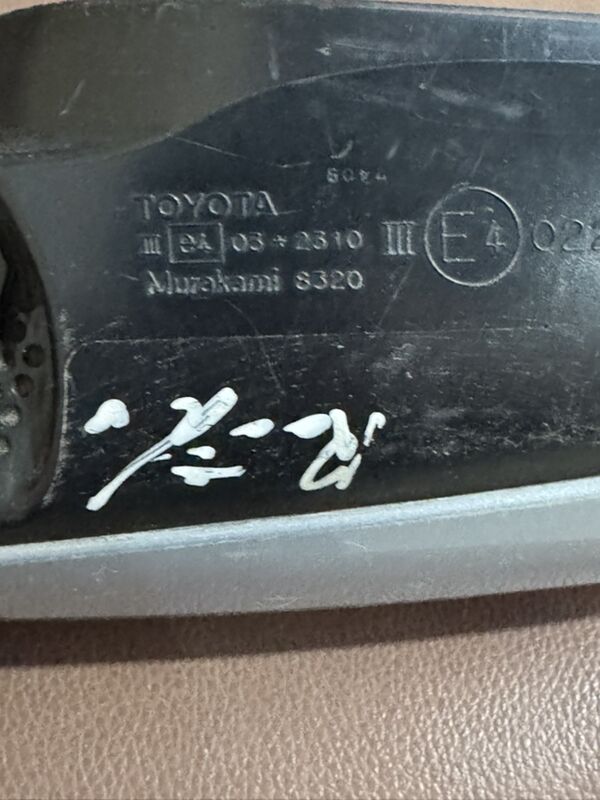 TOYOTA
III e4 03*2310 III E4 022
Murakami 8320